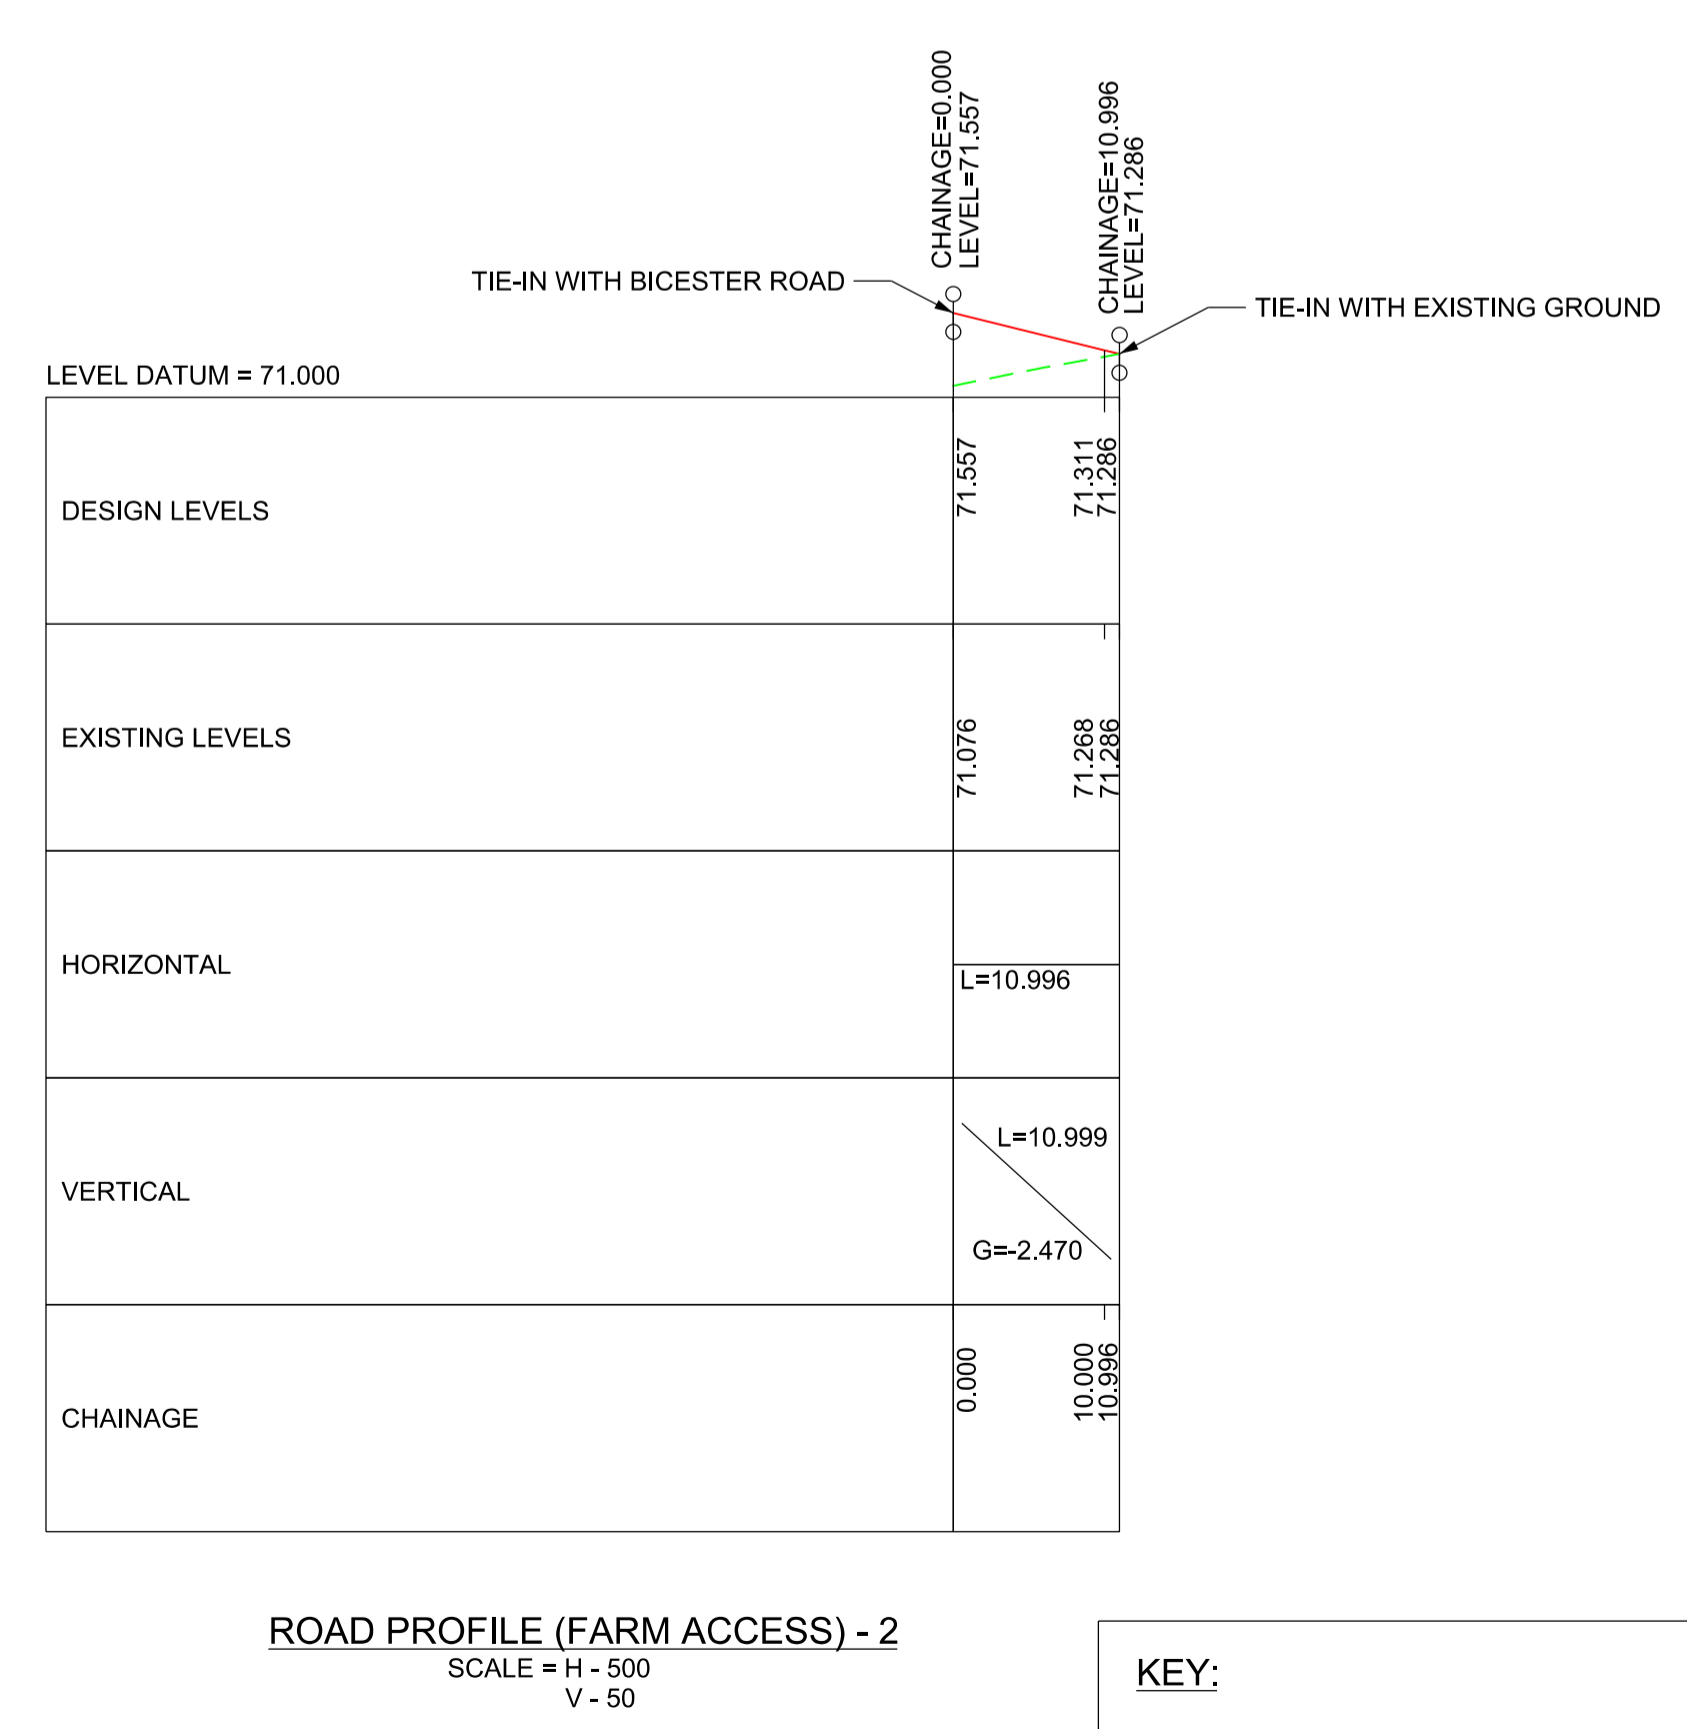 CHAINAGE=0.000
LEVEL=71.557
CHAINAGE=10.996
LEVEL=71.286
TIE-IN WITH BICESTER ROAD
TIE-IN WITH EXISTING GROUND
LEVEL DATUM = 71.000
DESIGN LEVELS
71.557
71.311
71.286
EXISTING LEVELS
71.076
71.268
71.286
HORIZONTAL
L=10.996
VERTICAL
L=10.999
G=-2.470
CHAINAGE
0.000
10.000
10.996
ROAD PROFILE (FARM ACCESS) - 2
SCALE = H - 500
V - 50
KEY: